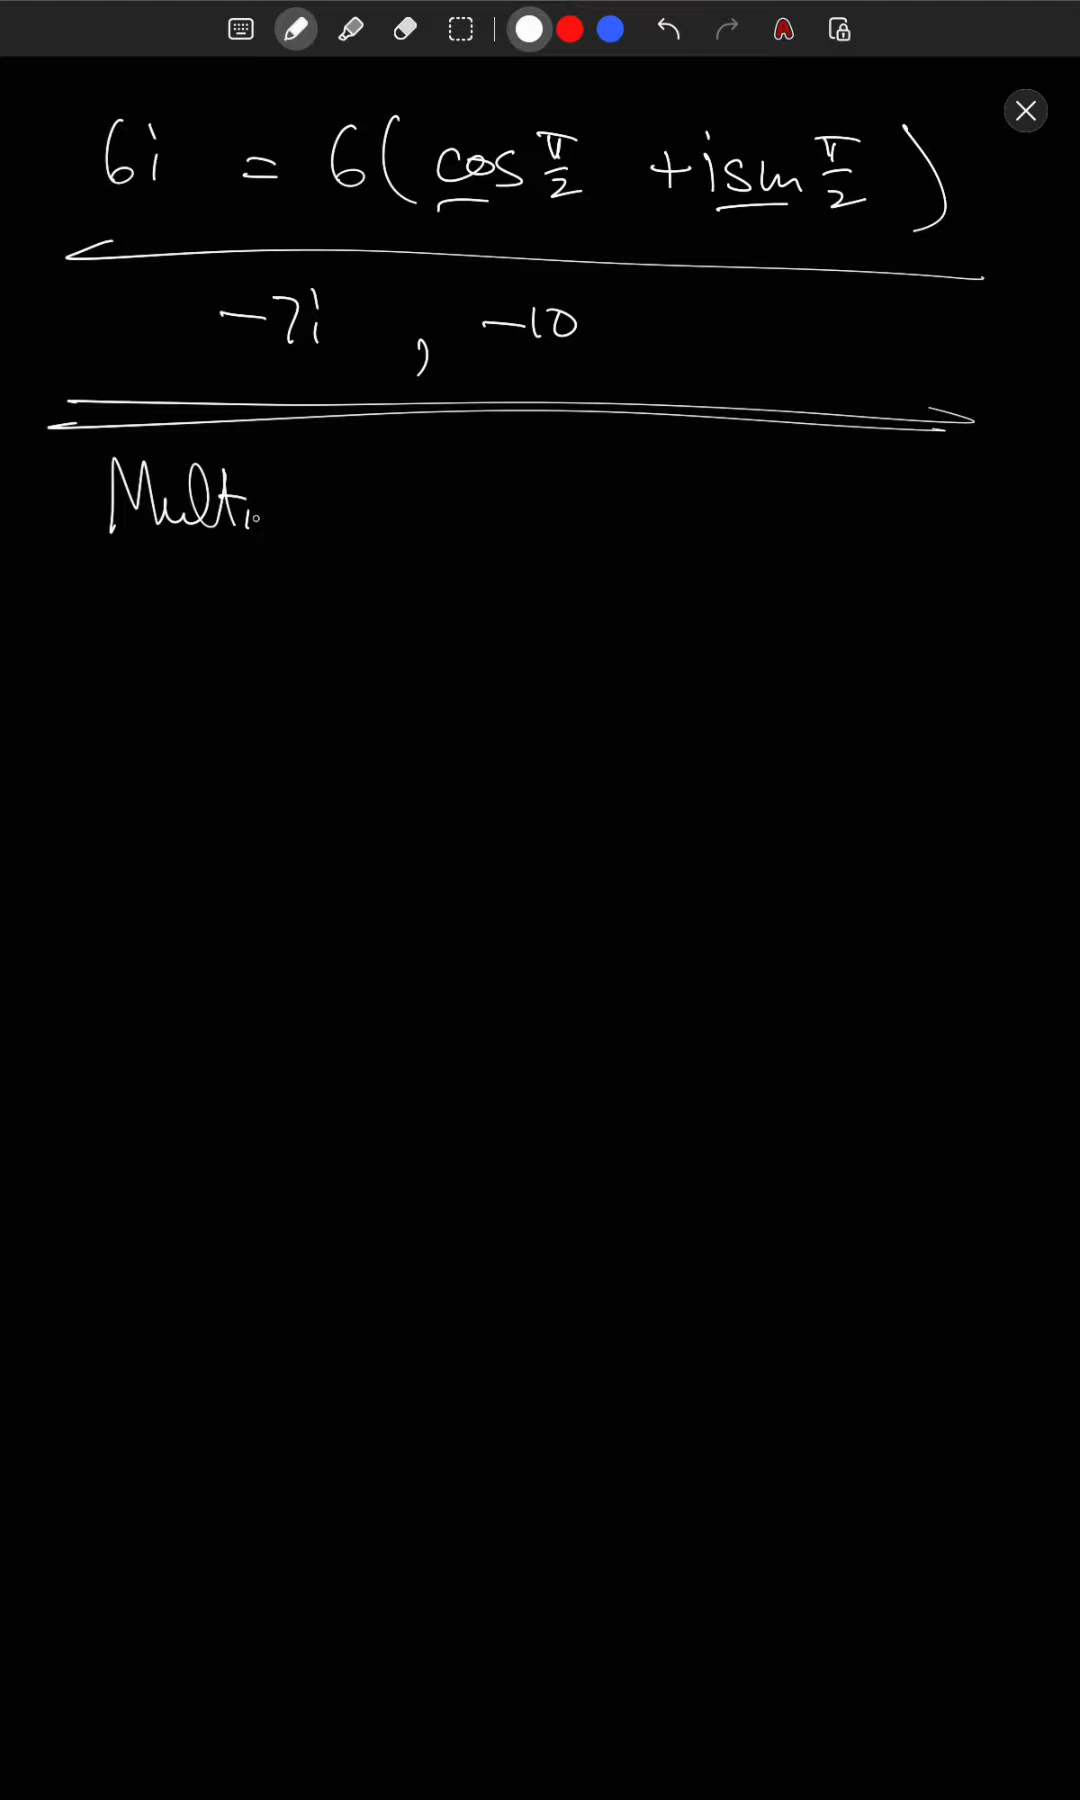 6i = 6(cos π/2 + i sin π/2)
-7i , -10
Multi